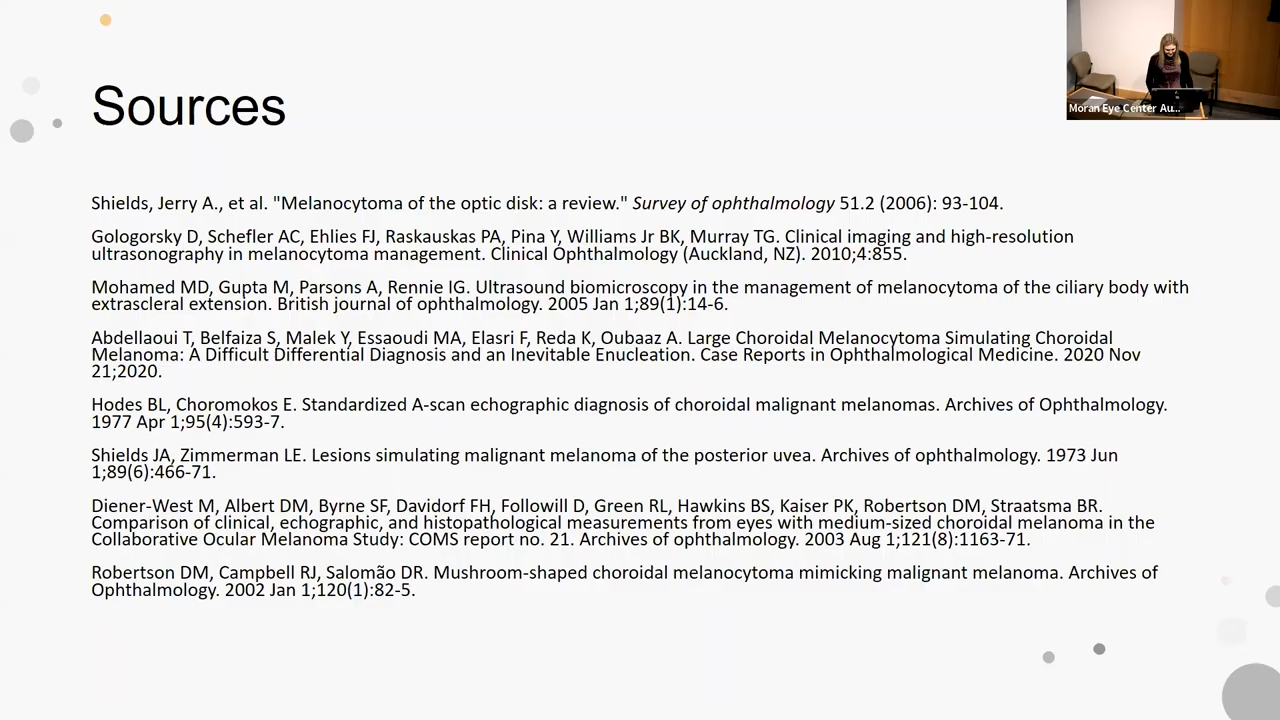 Moran Eye Center Au...
Sources
Shields, Jerry A., et al. "Melanocytoma of the optic disk: a review." Survey of ophthalmology 51.2 (2006): 93-104.
Gologorsky D, Schefler AC, Ehlies FJ, Raskauskas PA, Pina Y, Williams Jr BK, Murray TG. Clinical imaging and high-resolution
ultrasonography in melanocytoma management. Clinical Ophthalmology (Auckland, NZ). 2010;4:855.
Mohamed MD, Gupta M, Parsons A, Rennie IG. Ultrasound biomicroscopy in the management of melanocytoma of the ciliary body with
extrascleral extension. British journal of ophthalmology. 2005 Jan 1;89(1):14-6.
Abdellaoui T, Belfaiza S, Malek Y, Essaoudi MA, Elasri F, Reda K, Oubaaz A. Large Choroidal Melanocytoma Simulating Choroidal
Melanoma: A Difficult Differential Diagnosis and an Inevitable Enucleation. Case Reports in Ophthalmological Medicine. 2020 Nov
21;2020.
Hodes BL, Choromokos E. Standardized A-scan echographic diagnosis of choroidal malignant melanomas. Archives of Ophthalmology.
1977 Apr 1;95(4):593-7.
Shields JA, Zimmerman LE. Lesions simulating malignant melanoma of the posterior uvea. Archives of ophthalmology. 1973 Jun
1;89(6):466-71.
Diener-West M, Albert DM, Byrne SF, Davidorf FH, Followill D, Green RL, Hawkins BS, Kaiser PK, Robertson DM, Straatsma BR.
Comparison of clinical, echographic, and histopathological measurements from eyes with medium-sized choroidal melanoma in the
Collaborative Ocular Melanoma Study: COMS report no. 21. Archives of ophthalmology. 2003 Aug 1;121(8):1163-71.
Robertson DM, Campbell RJ, Salomão DR. Mushroom-shaped choroidal melanocytoma mimicking malignant melanoma. Archives of
Ophthalmology. 2002 Jan 1;120(1):82-5.